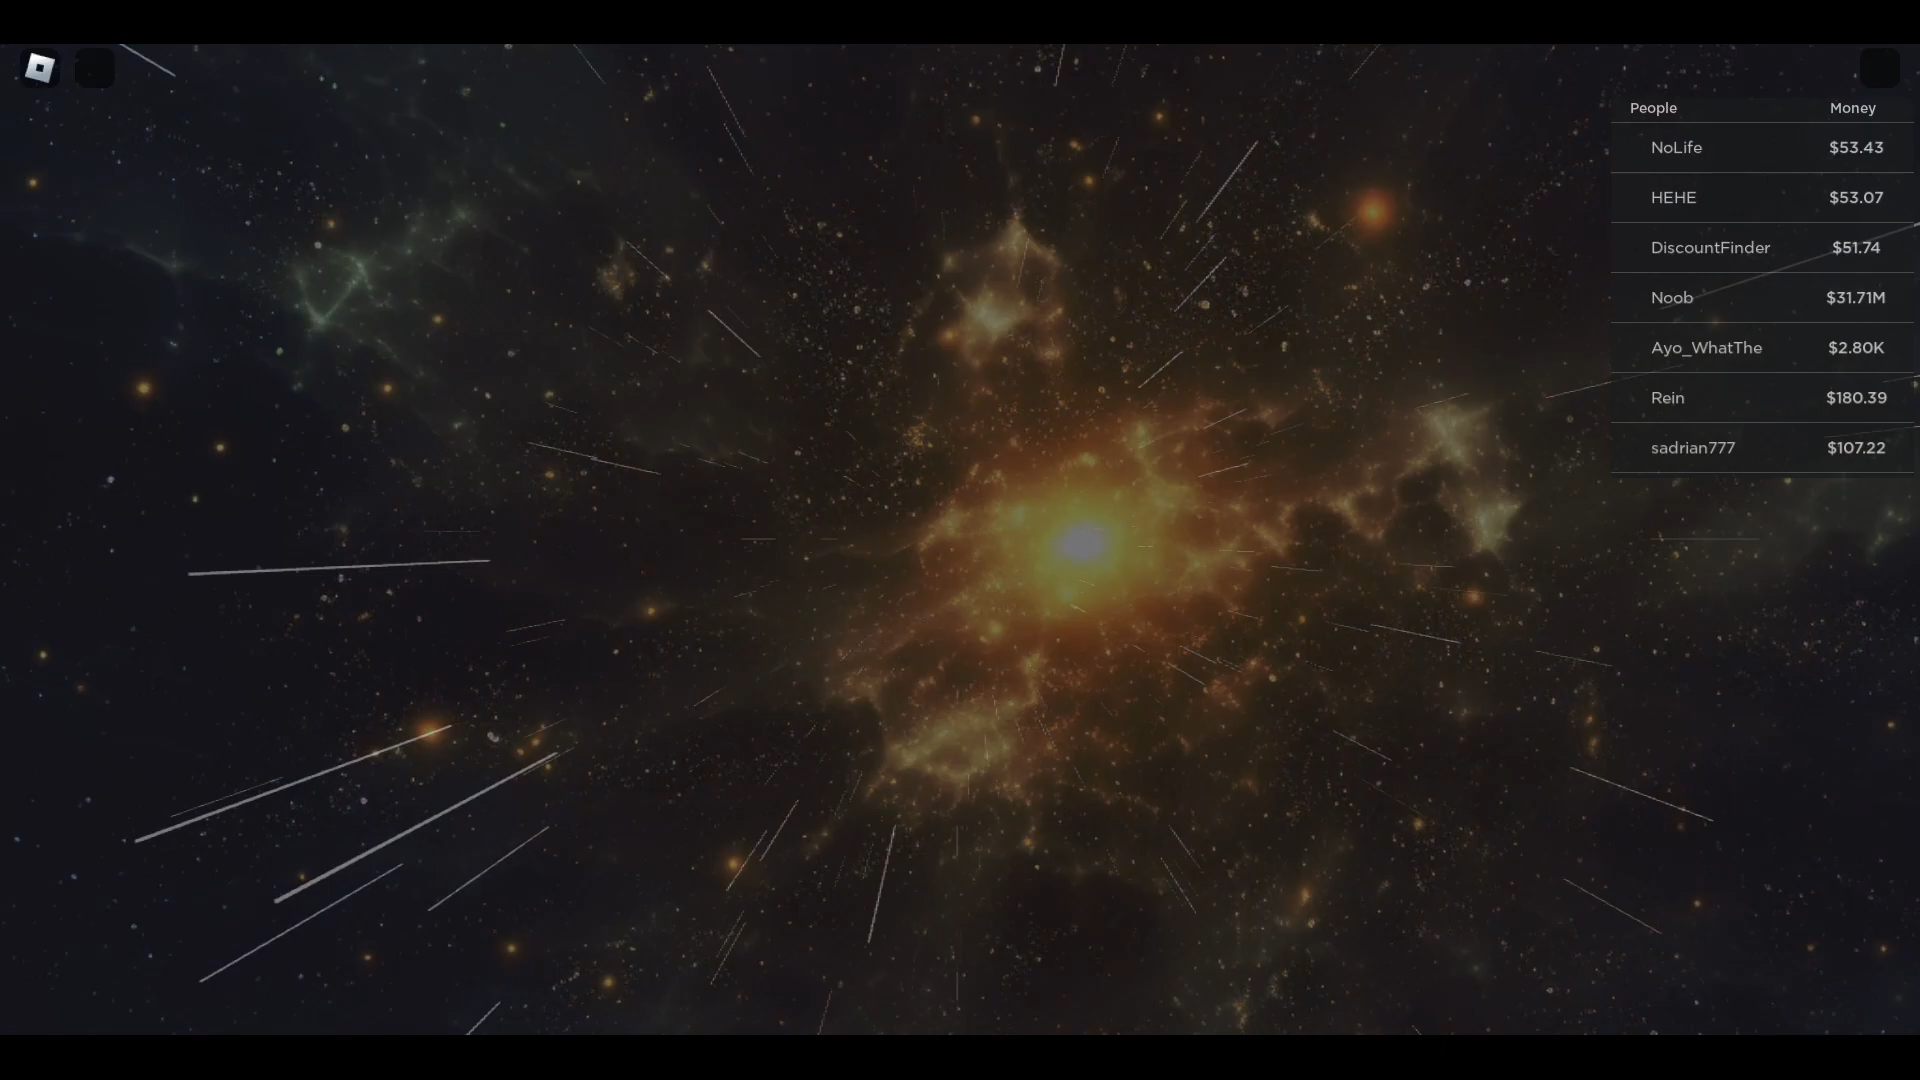 People Money
NoLife $53.43
HEHE $53.07
DiscountFinder $51.74
Noob $31.71M
Ayo_WhatThe $2.80K
Rein $180.39
sadrian777 $107.22